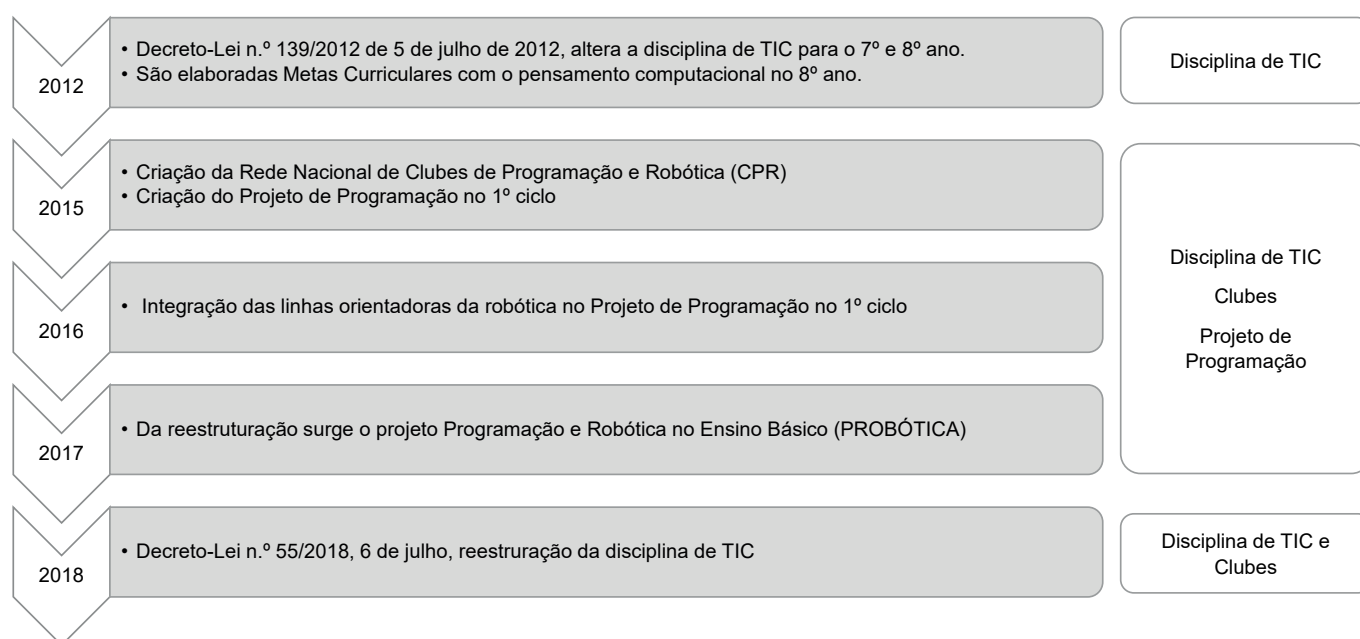 2012
• Decreto-Lei n.º 139/2012 de 5 de julho de 2012, altera a disciplina de TIC para o 7º e 8º ano.
• São elaboradas Metas Curriculares com o pensamento computacional no 8º ano.
Disciplina de TIC
2015
• Criação da Rede Nacional de Clubes de Programação e Robótica (CPR)
• Criação do Projeto de Programação no 1º ciclo
2016
• Integração das linhas orientadoras da robótica no Projeto de Programação no 1º ciclo
2017
• Da reestruturação surge o projeto Programação e Robótica no Ensino Básico (PROBÓTICA)
Disciplina de TIC
Clubes
Projeto de
Programação
2018
• Decreto-Lei n.º 55/2018, 6 de julho, reestruração da disciplina de TIC
Disciplina de TIC e
Clubes